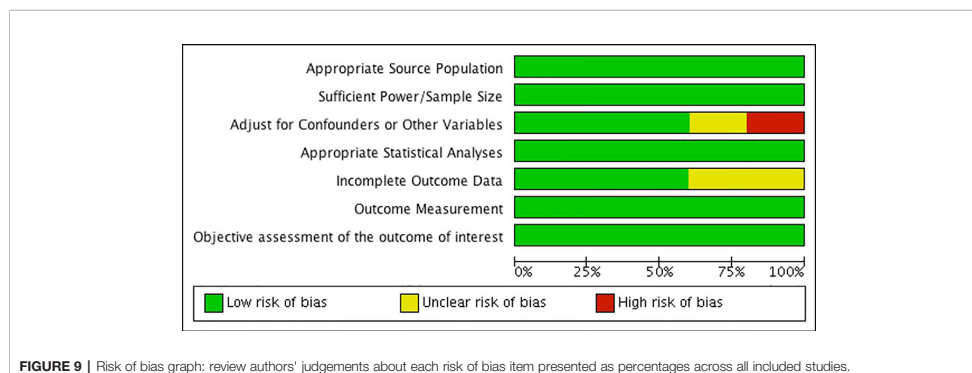 Appropriate Source Population
Sufficient Power/Sample Size
Adjust for Confounders or Other Variables
Appropriate Statistical Analyses
Incomplete Outcome Data
Outcome Measurement
Objective assessment of the outcome of interest
0% 25% 50% 75% 100%
Low risk of bias Unclear risk of bias High risk of bias
FIGURE 9 | Risk of bias graph: review authors' judgements about each risk of bias item presented as percentages across all included studies.